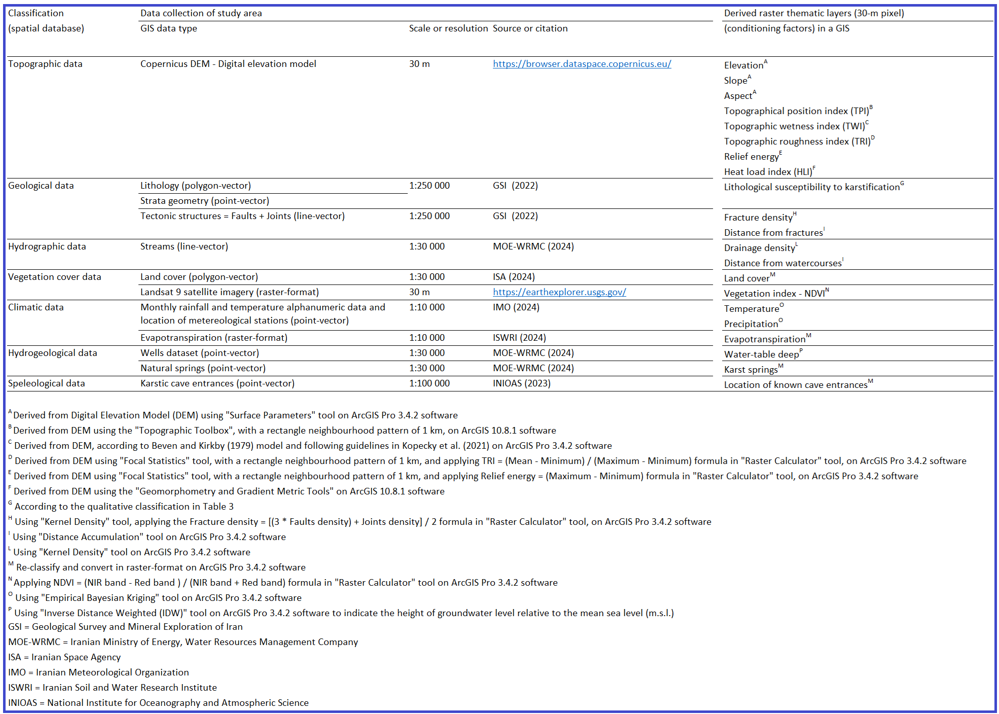 Classification Data collection of study area Derived raster thematic layers (30-m pixel)
(spatial database) GIS data type Scale or resolution Source or citation (conditioning factors) in a GIS
Topographic data Copernicus DEM - Digital elevation model 30 m https://browser.dataspace.copernicus.eu/ Elevation^A
Slope^A
Aspect^A
Topographical position index (TPI)^B
Topographic wetness index (TWI)^C
Topographic roughness index (TRI)^D
Relief energy^E
Heat load index (HLI)^F
Geological data Lithology (polygon-vector) 1:250 000 GSI (2022) Lithological susceptibility to karstification^G
Strata geometry (point-vector)
Tectonic structures = Faults + Joints (line-vector) 1:250 000 GSI (2022) Fracture density^H
Distance from fractures^I
Hydrographic data Streams (line-vector) 1:30 000 MOE-WRMC (2024) Drainage density^L
Distance from watercourses^I
Vegetation cover data Land cover (polygon-vector) 1:30 000 ISA (2024) Land cover^M
Landsat 9 satellite imagery (raster-format) 30 m https://earthexplorer.usgs.gov/ Vegetation index - NDVI^N
Climatic data Monthly rainfall and temperature alphanumeric data and 1:10 000 IMO (2024) Temperature^O
location of metereological stations (point-vector) Precipitation^O
Evapotranspiration (raster-format) 1:10 000 ISWRI (2024) Evapotranspiration^M
Hydrogeological data Wells dataset (point-vector) 1:30 000 MOE-WRMC (2024) Water-table deep^P
Natural springs (point-vector) 1:30 000 MOE-WRMC (2024) Karst springs^M
Speleological data Karstic cave entrances (point-vector) 1:100 000 INIOAS (2023) Location of known cave entrances^M
^A Derived from Digital Elevation Model (DEM) using "Surface Parameters" tool on ArcGIS Pro 3.4.2 software
^B Derived from DEM using the "Topographic Toolbox", with a rectangle neighbourhood pattern of 1 km, on ArcGIS 10.8.1 software
^C Derived from DEM, according to Beven and Kirkby (1979) model and following guidelines in Kopecky et al. (2021) on ArcGIS Pro 3.4.2 software
^D Derived from DEM using "Focal Statistics" tool, with a rectangle neighbourhood pattern of 1 km, and applying TRI = (Mean - Minimum) / (Maximum - Minimum) formula in "Raster Calculator" tool, on ArcGIS Pro 3.4.2 software
^E Derived from DEM using "Focal Statistics" tool, with a rectangle neighbourhood pattern of 1 km, and applying Relief energy = (Maximum - Minimum) formula in "Raster Calculator" tool, on ArcGIS Pro 3.4.2 software
^F Derived from DEM using the "Geomorphometry and Gradient Metric Tools" on ArcGIS 10.8.1 software
^G According to the qualitative classification in Table 3
^H Using "Kernel Density" tool, applying the Fracture density = [(3 * Faults density) + Joints density] / 2 formula in "Raster Calculator" tool, on ArcGIS Pro 3.4.2 software
^I Using "Distance Accumulation" tool on ArcGIS Pro 3.4.2 software
^L Using "Kernel Density" tool on ArcGIS Pro 3.4.2 software
^M Re-classify and convert in raster-format on ArcGIS Pro 3.4.2 software
^N Applying NDVI = (NIR band - Red band ) / (NIR band + Red band) formula in "Raster Calculator" tool on ArcGIS Pro 3.4.2 software
^O Using "Empirical Bayesian Kriging" tool on ArcGIS Pro 3.4.2 software
^P Using "Inverse Distance Weighted (IDW)" tool on ArcGIS Pro 3.4.2 software to indicate the height of groundwater level relative to the mean sea level (m.s.l.)
GSI = Geological Survey and Mineral Exploration of Iran
MOE-WRMC = Iranian Ministry of Energy, Water Resources Management Company
ISA = Iranian Space Agency
IMO = Iranian Meteorological Organization
ISWRI = Iranian Soil and Water Research Institute
INIOAS = National Institute for Oceanography and Atmospheric Science